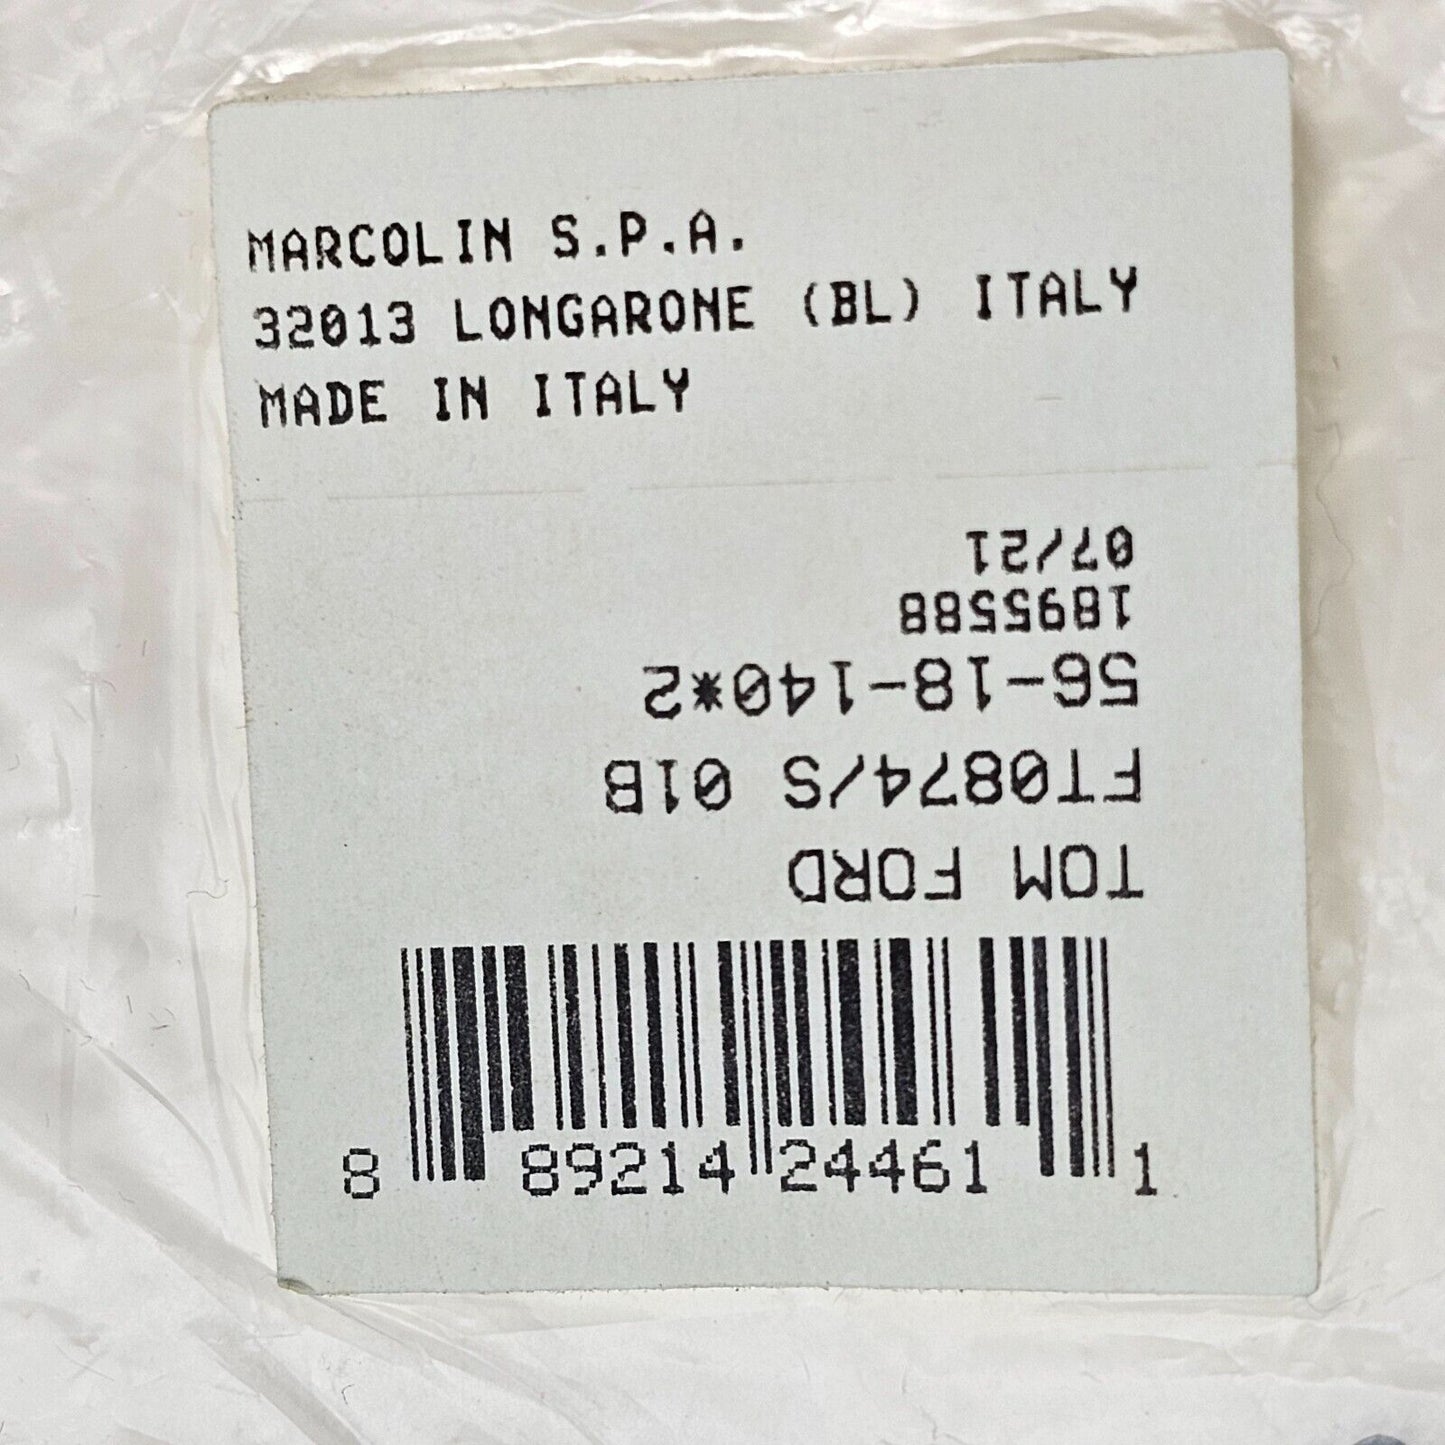 MARCOLIN S.P.A.
32013 LONGARONE (BL) ITALY
MADE IN ITALY
TOM FORD
FT0874/S 01B
56-18-140*2
1895588
07/21
8 89214 24461 1